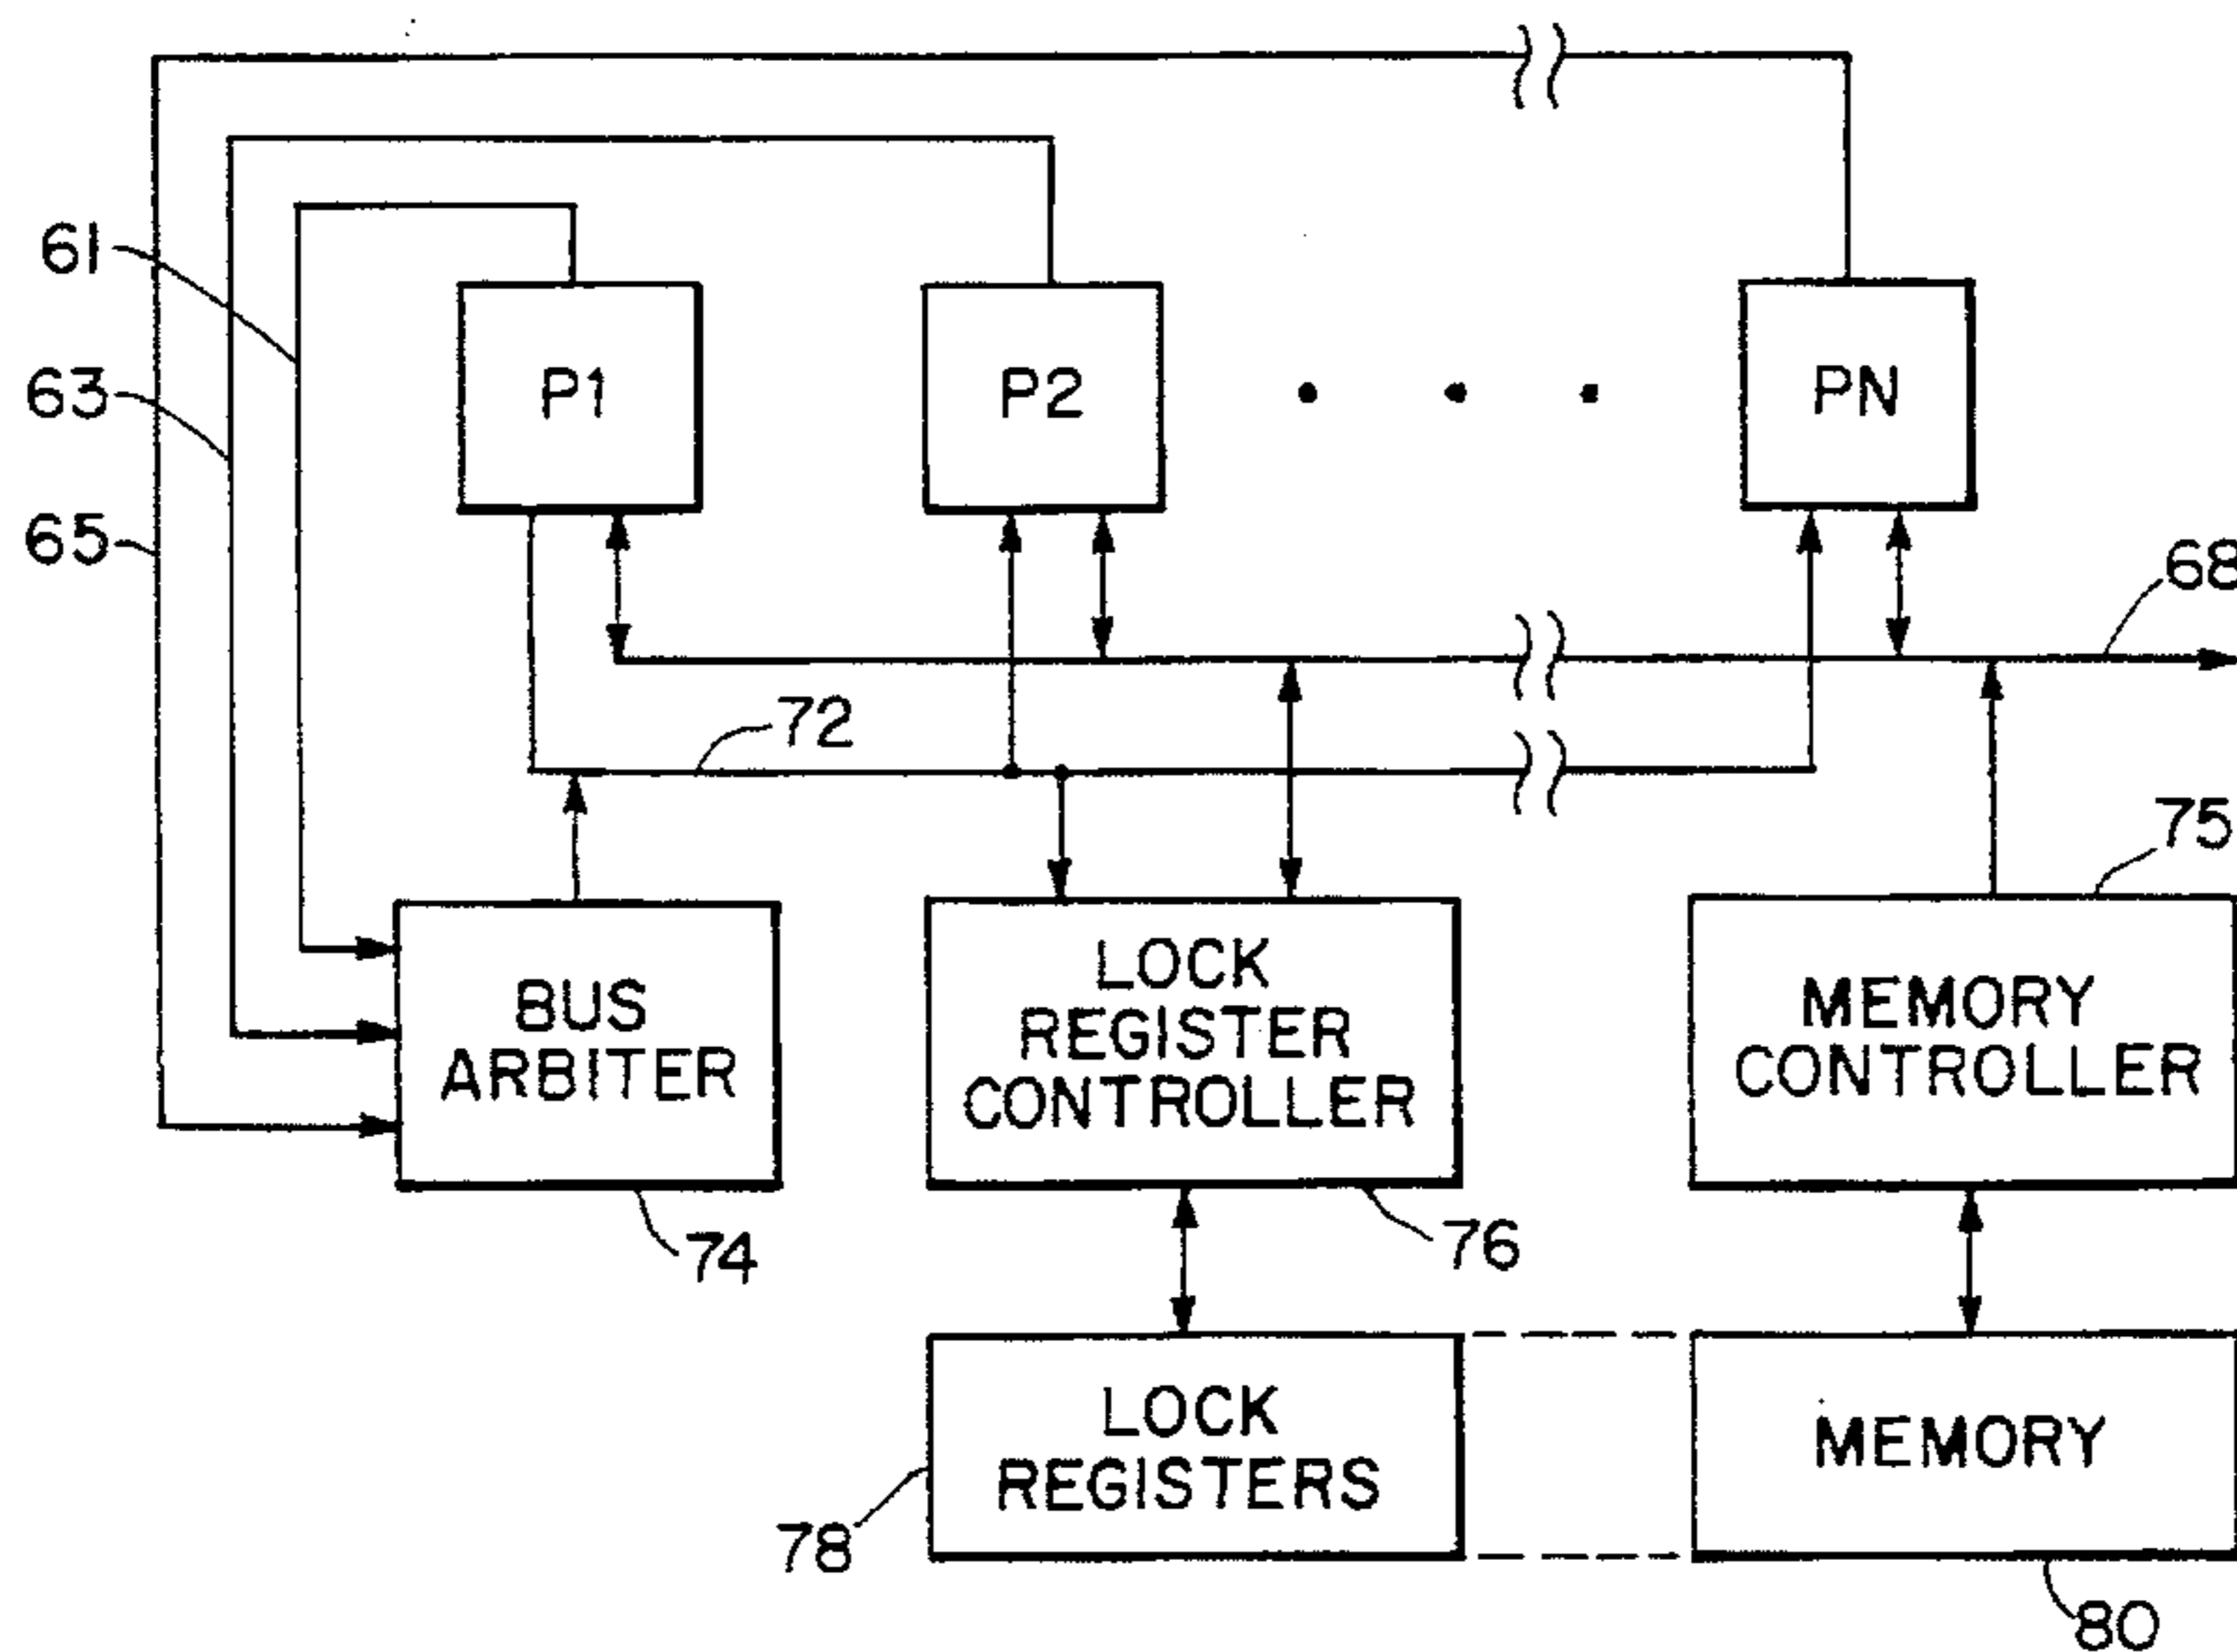 61
63
65
P1
P2
PN
68
72
75
BUS
ARBITER
LOCK
REGISTER
CONTROLLER
MEMORY
CONTROLLER
74
76
LOCK
REGISTERS
MEMORY
78
80